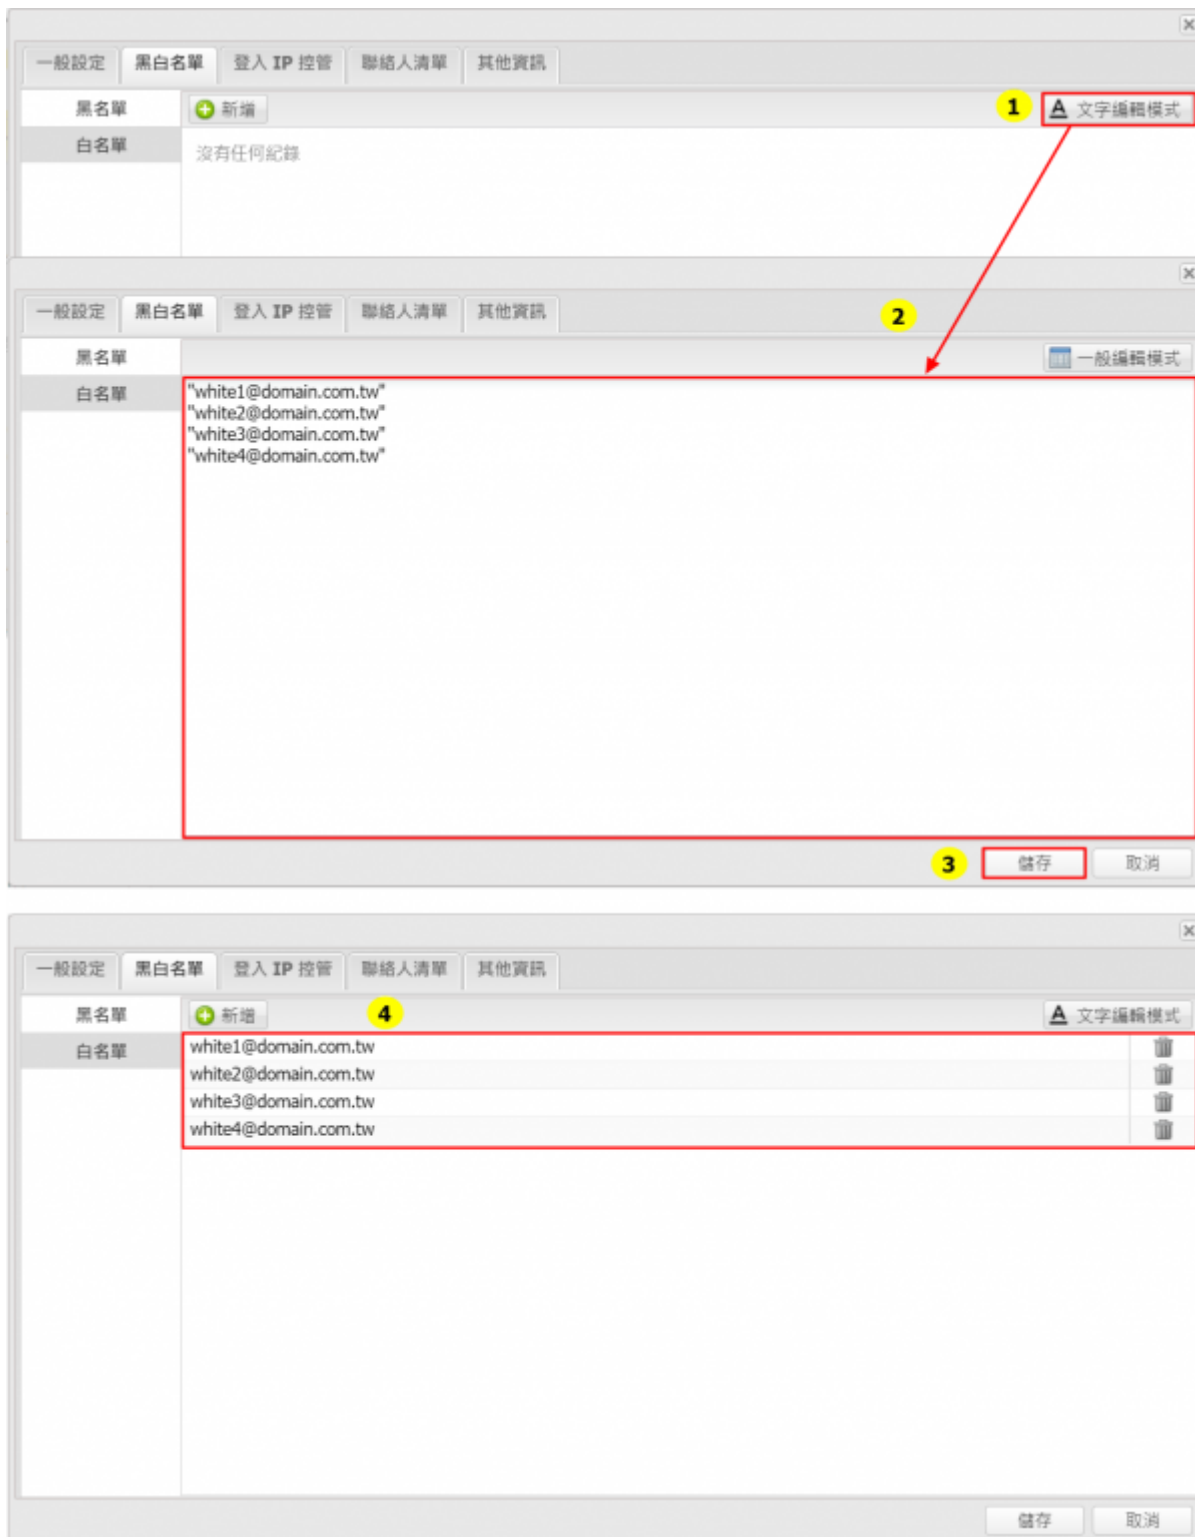 一般設定 黑白名單 登入 IP 控管 聯絡人清單 其他資訊
黑名單 新增 1 A 文字編輯模式
白名單 沒有任何紀錄
一般設定 黑白名單 登入 IP 控管 聯絡人清單 其他資訊 2
黑名單 一般編輯模式
白名單 "white1@domain.com.tw"
"white2@domain.com.tw"
"white3@domain.com.tw"
"white4@domain.com.tw"
3 儲存 取消
一般設定 黑白名單 登入 IP 控管 聯絡人清單 其他資訊
黑名單 新增 4 A 文字編輯模式
白名單 white1@domain.com.tw
white2@domain.com.tw
white3@domain.com.tw
white4@domain.com.tw
儲存 取消